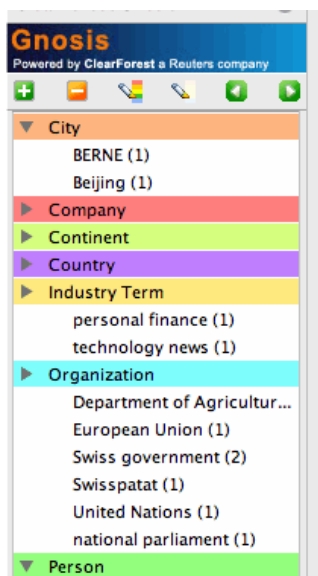 Gnosis
Powered by ClearForest a Reuters company
City
BERNE (1)
Beijing (1)
Company
Continent
Country
Industry Term
personal finance (1)
technology news (1)
Organization
Department of Agricultur...
European Union (1)
Swiss government (2)
Swisspatat (1)
United Nations (1)
national parliament (1)
Person